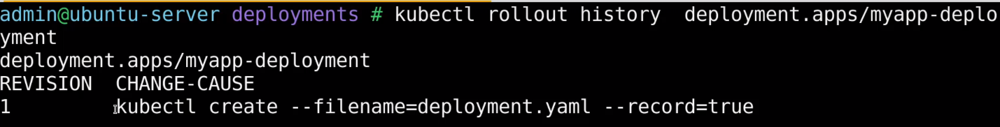 admin@ubuntu-server deployments # kubectl rollout history  deployment.apps/myapp-deplo
yment
deployment.apps/myapp-deployment
REVISION  CHANGE-CAUSE
1         kubectl create --filename=deployment.yaml --record=true